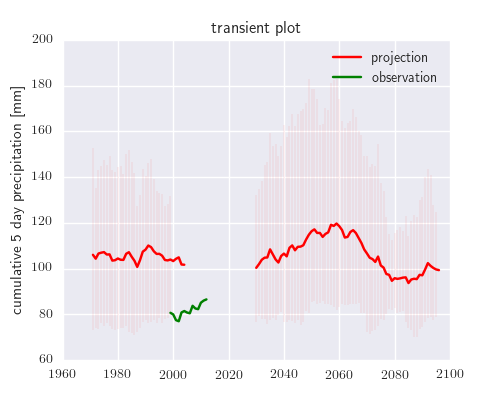 transient plot
200
180
160
140
120
100
80
60
cumulative 5 day precipitation [mm]
projection
observation
1960 1980 2000 2020 2040 2060 2080 2100